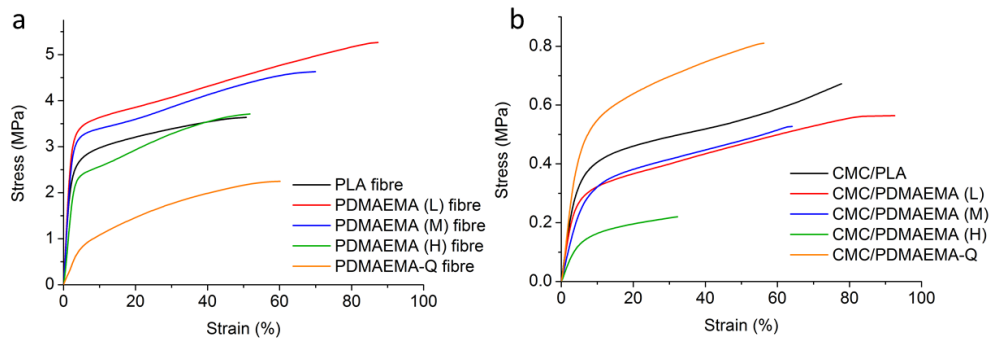 a
5
4
3
2
1
0
Stress (MPa)
0 20 40 60 80 100
Strain (%)
PLA fibre
PDMAEMA (L) fibre
PDMAEMA (M) fibre
PDMAEMA (H) fibre
PDMAEMA-Q fibre
b
0.8
0.6
0.4
0.2
0.0
Stress (MPa)
0 20 40 60 80 100
Strain (%)
CMC/PLA
CMC/PDMAEMA (L)
CMC/PDMAEMA (M)
CMC/PDMAEMA (H)
CMC/PDMAEMA-Q